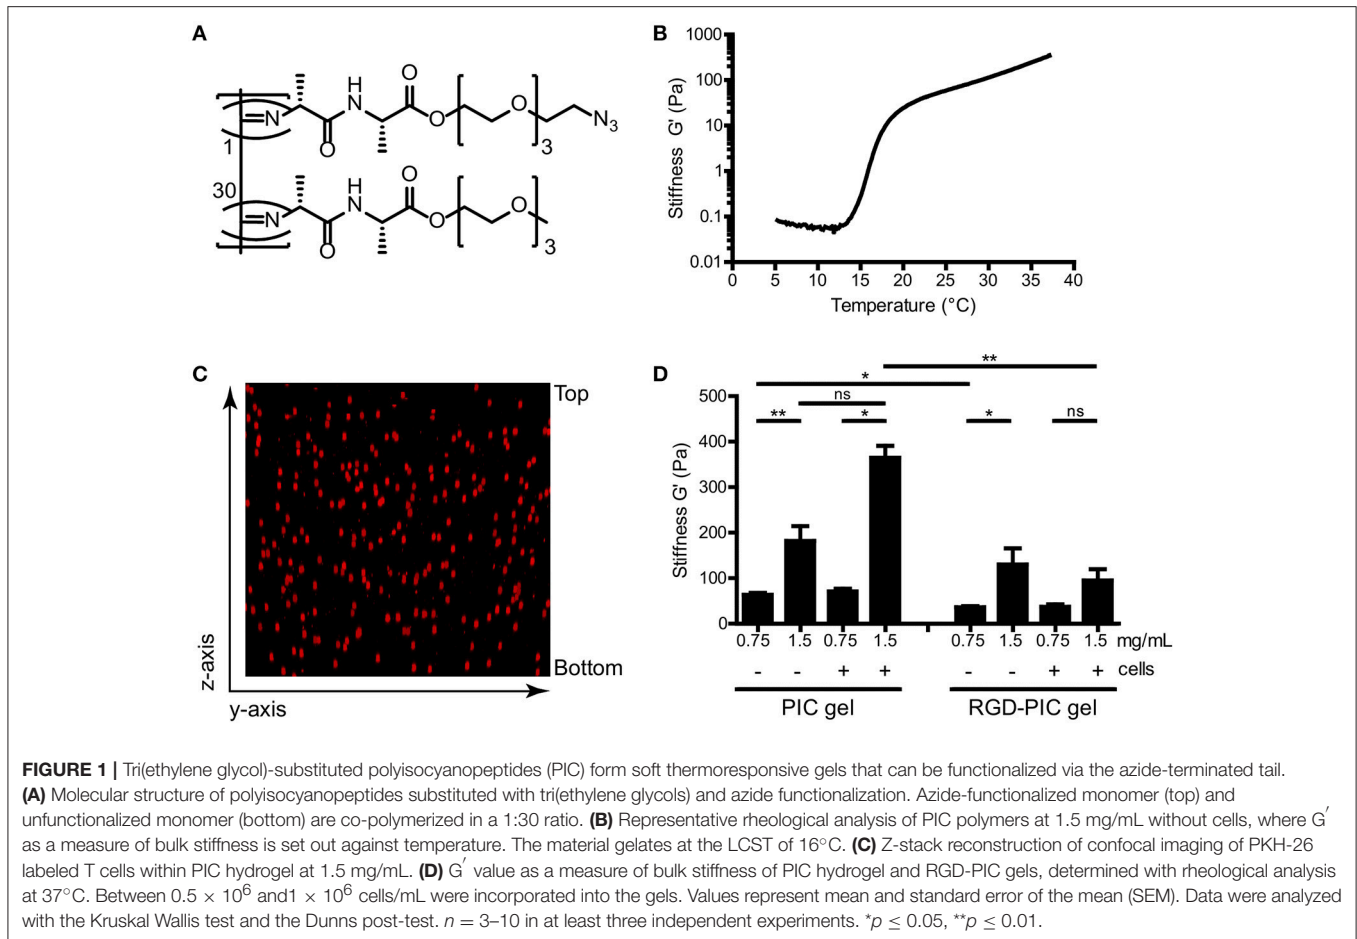 A
H
N
O
O
O
N
N3
O
1
3
30
H
N
O
O
O
N
O
3
B
1000
100
10
1
0.1
0.01
Stiffness G' (Pa)
0 5 10 15 20 25 30 35 40
Temperature (°C)
C
Top
Bottom
z-axis
y-axis
D
**
*
ns
** * * ns
500
400
300
200
100
0
Stiffness G' (Pa)
0.75 1.5 0.75 1.5 0.75 1.5 0.75 1.5 mg/mL
- - + + - - + + cells
PIC gel RGD-PIC gel
FIGURE 1 | Tri(ethylene glycol)-substituted polyisocyanopeptides (PIC) form soft thermoresponsive gels that can be functionalized via the azide-terminated tail.
(A) Molecular structure of polyisocyanopeptides substituted with tri(ethylene glycols) and azide functionalization. Azide-functionalized monomer (top) and
unfunctionalized monomer (bottom) are co-polymerized in a 1:30 ratio. (B) Representative rheological analysis of PIC polymers at 1.5 mg/mL without cells, where G′
as a measure of bulk stiffness is set out against temperature. The material gelates at the LCST of 16°C. (C) Z-stack reconstruction of confocal imaging of PKH-26
labeled T cells within PIC hydrogel at 1.5 mg/mL. (D) G′ value as a measure of bulk stiffness of PIC hydrogel and RGD-PIC gels, determined with rheological analysis
at 37°C. Between 0.5 × 10⁶ and1 × 10⁶ cells/mL were incorporated into the gels. Values represent mean and standard error of the mean (SEM). Data were analyzed
with the Kruskal Wallis test and the Dunns post-test. n = 3–10 in at least three independent experiments. *p ≤ 0.05, **p ≤ 0.01.